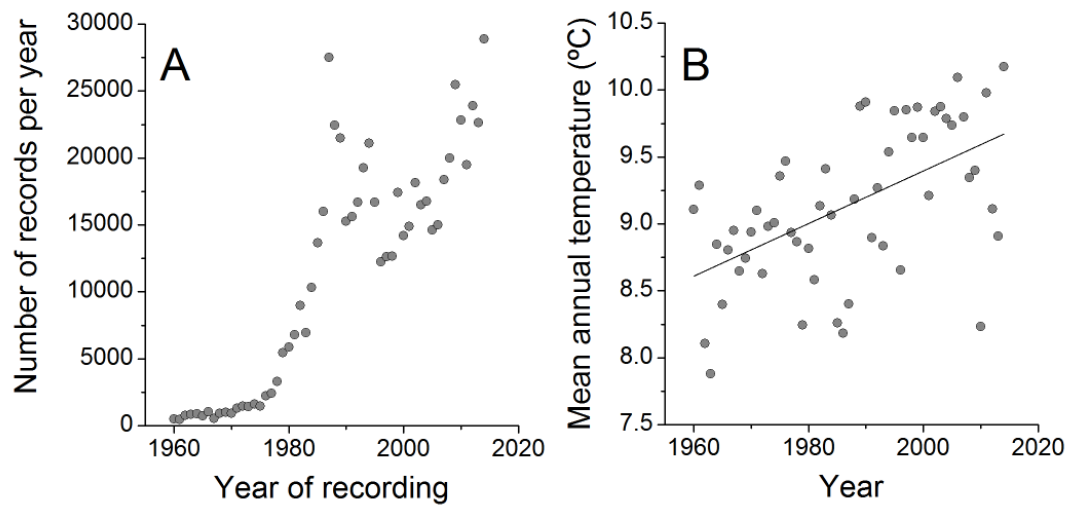 A
Number of records per year
30000
25000
20000
15000
10000
5000
0
1960 1980 2000 2020
Year of recording
B
Mean annual temperature (ºC)
10.5
10.0
9.5
9.0
8.5
8.0
7.5
1960 1980 2000 2020
Year